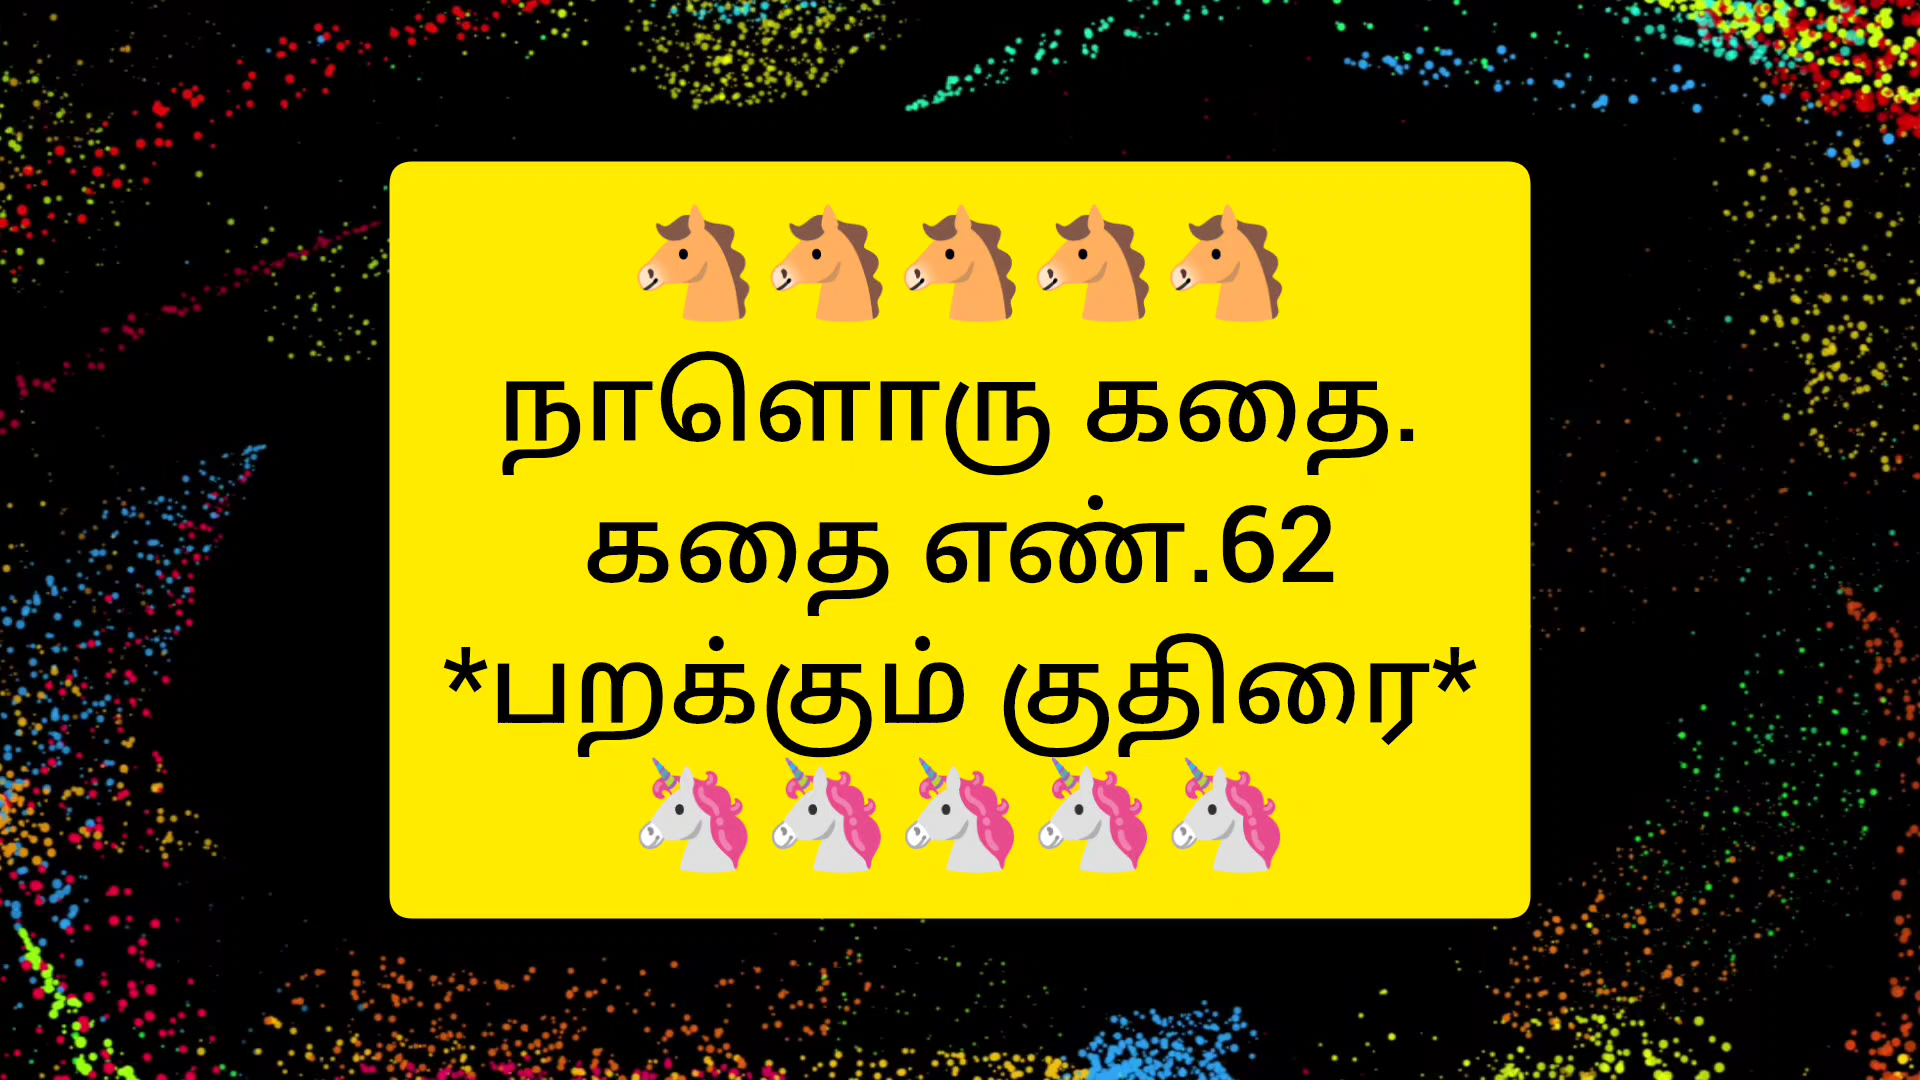 நாளொரு கதை.
கதை எண்.62
*பறக்கும் குதிரை*